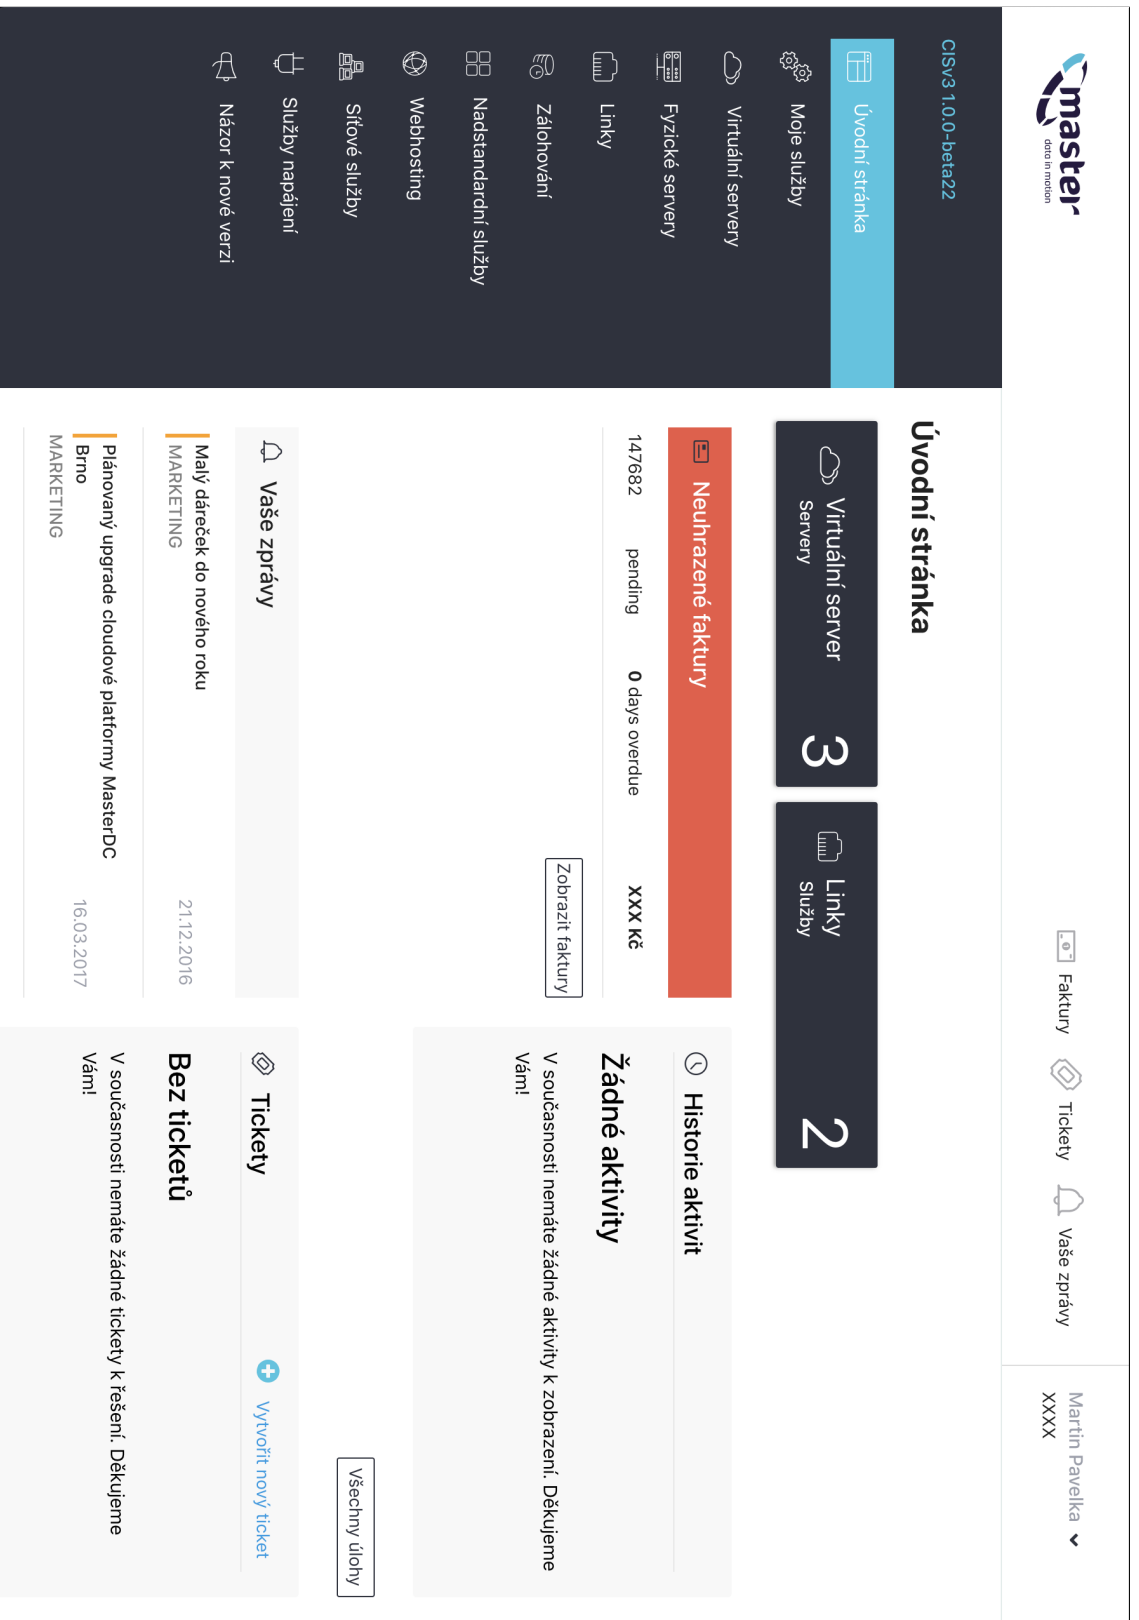 master
data in motion
Faktury
Tickety
Vaše zprávy
Martin Pavelka
XXXX
CISv3 1.0.0-beta22
Úvodní stránka
Moje služby
Virtuální servery
Fyzické servery
Linky
Zálohování
Nadstandardní služby
Webhosting
Síťové služby
Služby napájení
Názor k nové verzi
Úvodní stránka
Virtuální server
Servery
3
Linky
Služby
2
Neuhrazené faktury
147682 pending 0 days overdue XXX Kč
Zobrazit faktury
Historie aktivit
Žádné aktivity
V současnosti nemáte žádné aktivity k zobrazení. Děkujeme
Vám!
Všechny úlohy
Vaše zprávy
Malý dáreček do nového roku
MARKETING
21.12.2016
Plánovaný upgrade cloudové platformy MasterDC
Brno
MARKETING
16.03.2017
Tickety
Vytvořit nový ticket
Bez ticketů
V současnosti nemáte žádné tickety k řešení. Děkujeme
Vám!